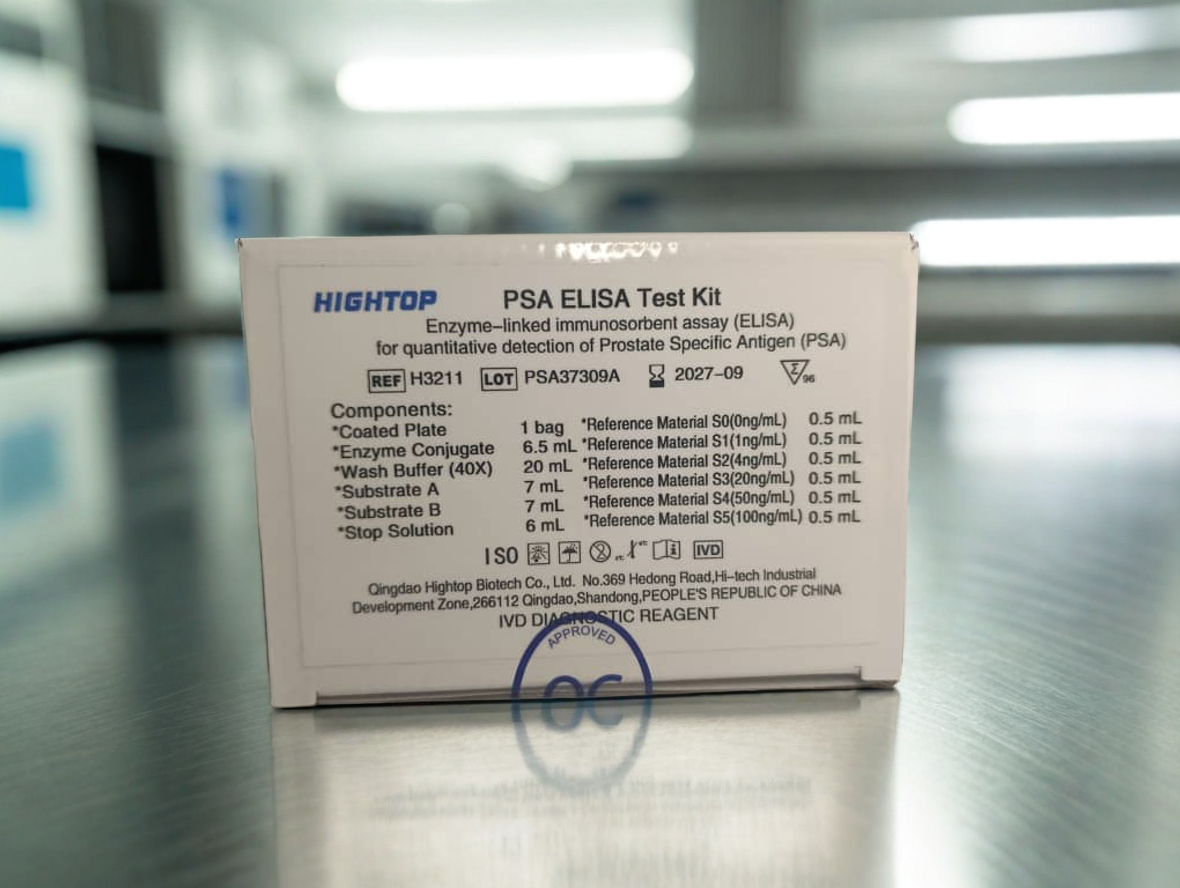 HIGHTOP PSA ELISA Test Kit
Enzyme-linked immunosorbent assay (ELISA)
for quantitative detection of Prostate Specific Antigen (PSA)
REF H3211 LOT PSA37309A 2027-09 Σ 96
Components:
*Coated Plate 1 bag *Reference Material S0(0ng/mL) 0.5 mL
*Enzyme Conjugate 6.5 mL *Reference Material S1(1ng/mL) 0.5 mL
*Wash Buffer (40X) 20 mL *Reference Material S2(4ng/mL) 0.5 mL
*Substrate A 7 mL *Reference Material S3(20ng/mL) 0.5 mL
*Substrate B 7 mL *Reference Material S4(50ng/mL) 0.5 mL
*Stop Solution 6 mL *Reference Material S5(100ng/mL) 0.5 mL
ISO IVD
Qingdao Hightop Biotech Co., Ltd. No.369 Hedong Road,Hi-tech Industrial
Development Zone,266112 Qingdao,Shandong,PEOPLE'S REPUBLIC OF CHINA
IVD DIAGNOSTIC REAGENT
APPROVED
QC